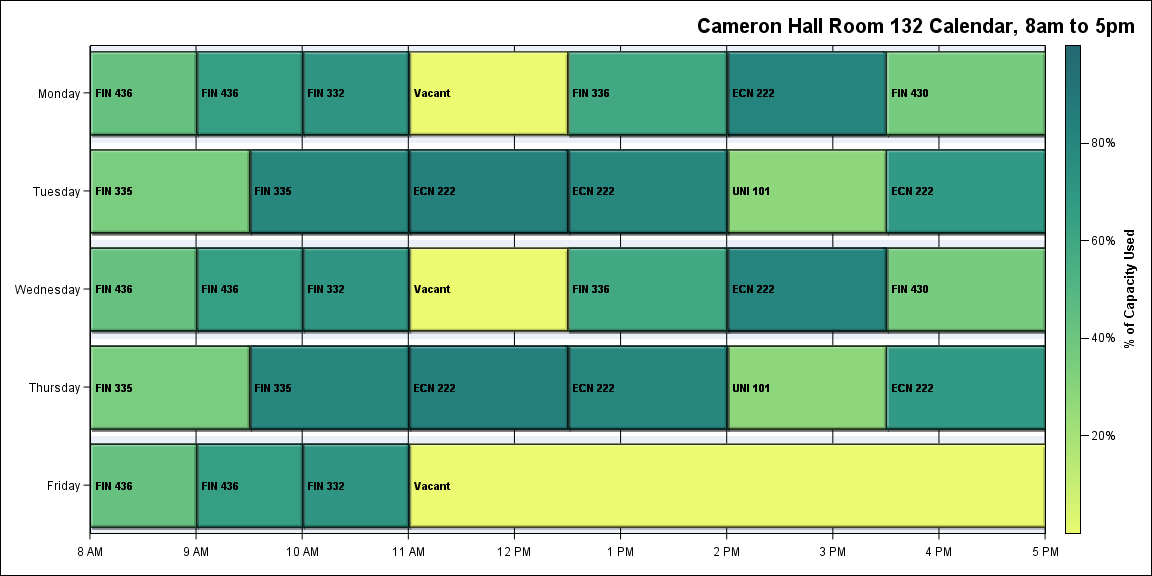 Cameron Hall Room 132 Calendar, 8am to 5pm
Monday
FIN 436
FIN 436
FIN 332
Vacant
FIN 336
ECN 222
FIN 430
Tuesday
FIN 335
FIN 335
ECN 222
ECN 222
UNI 101
ECN 222
Wednesday
FIN 436
FIN 436
FIN 332
Vacant
FIN 336
ECN 222
FIN 430
Thursday
FIN 335
FIN 335
ECN 222
ECN 222
UNI 101
ECN 222
Friday
FIN 436
FIN 436
FIN 332
Vacant
8 AM
9 AM
10 AM
11 AM
12 PM
1 PM
2 PM
3 PM
4 PM
5 PM
80%
60%
40%
20%
% of Capacity Used